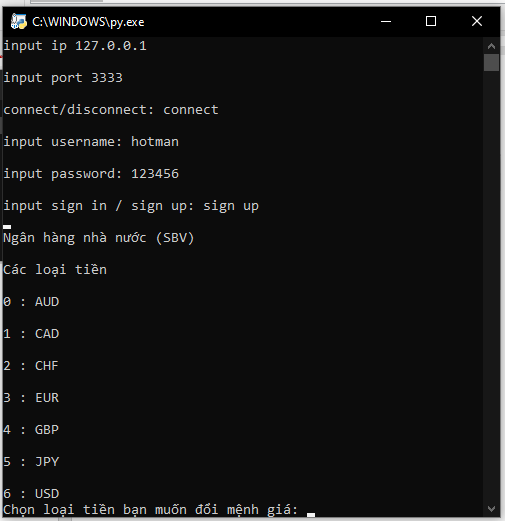 C:\WINDOWS\py.exe
input ip 127.0.0.1
input port 3333
connect/disconnect: connect
input username: hotman
input password: 123456
input sign in / sign up: sign up
Ngân hàng nhà nước (SBV)
Các loại tiền
0 : AUD
1 : CAD
2 : CHF
3 : EUR
4 : GBP
5 : JPY
6 : USD
Chọn loại tiền bạn muốn đổi mệnh giá: